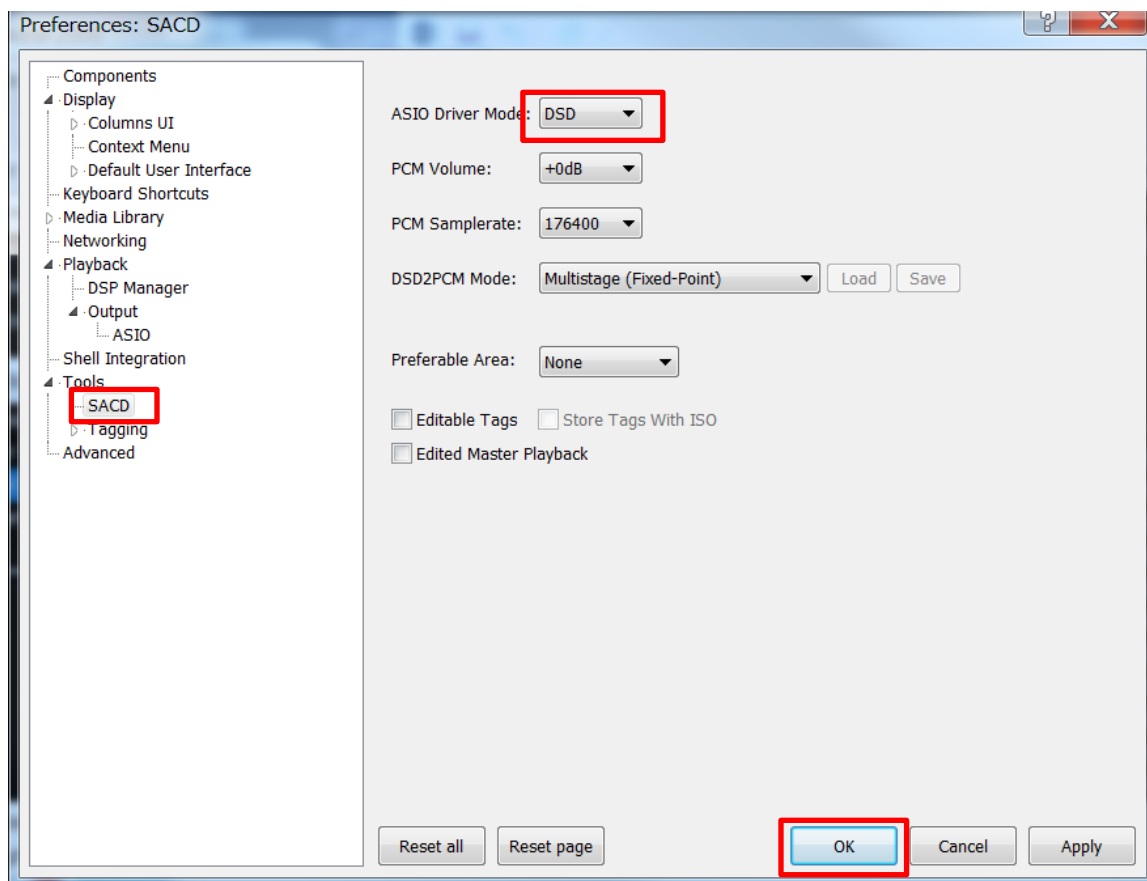 Preferences: SACD
Components
Display
Columns UI
Context Menu
Default User Interface
Keyboard Shortcuts
Media Library
Networking
Playback
DSP Manager
Output
ASIO
Shell Integration
Tools
SACD
Tagging
Advanced
ASIO Driver Mode: DSD
PCM Volume: +0dB
PCM Samplerate: 176400
DSD2PCM Mode: Multistage (Fixed-Point) Load Save
Preferable Area: None
Editable Tags Store Tags With ISO
Edited Master Playback
Reset all Reset page OK Cancel Apply